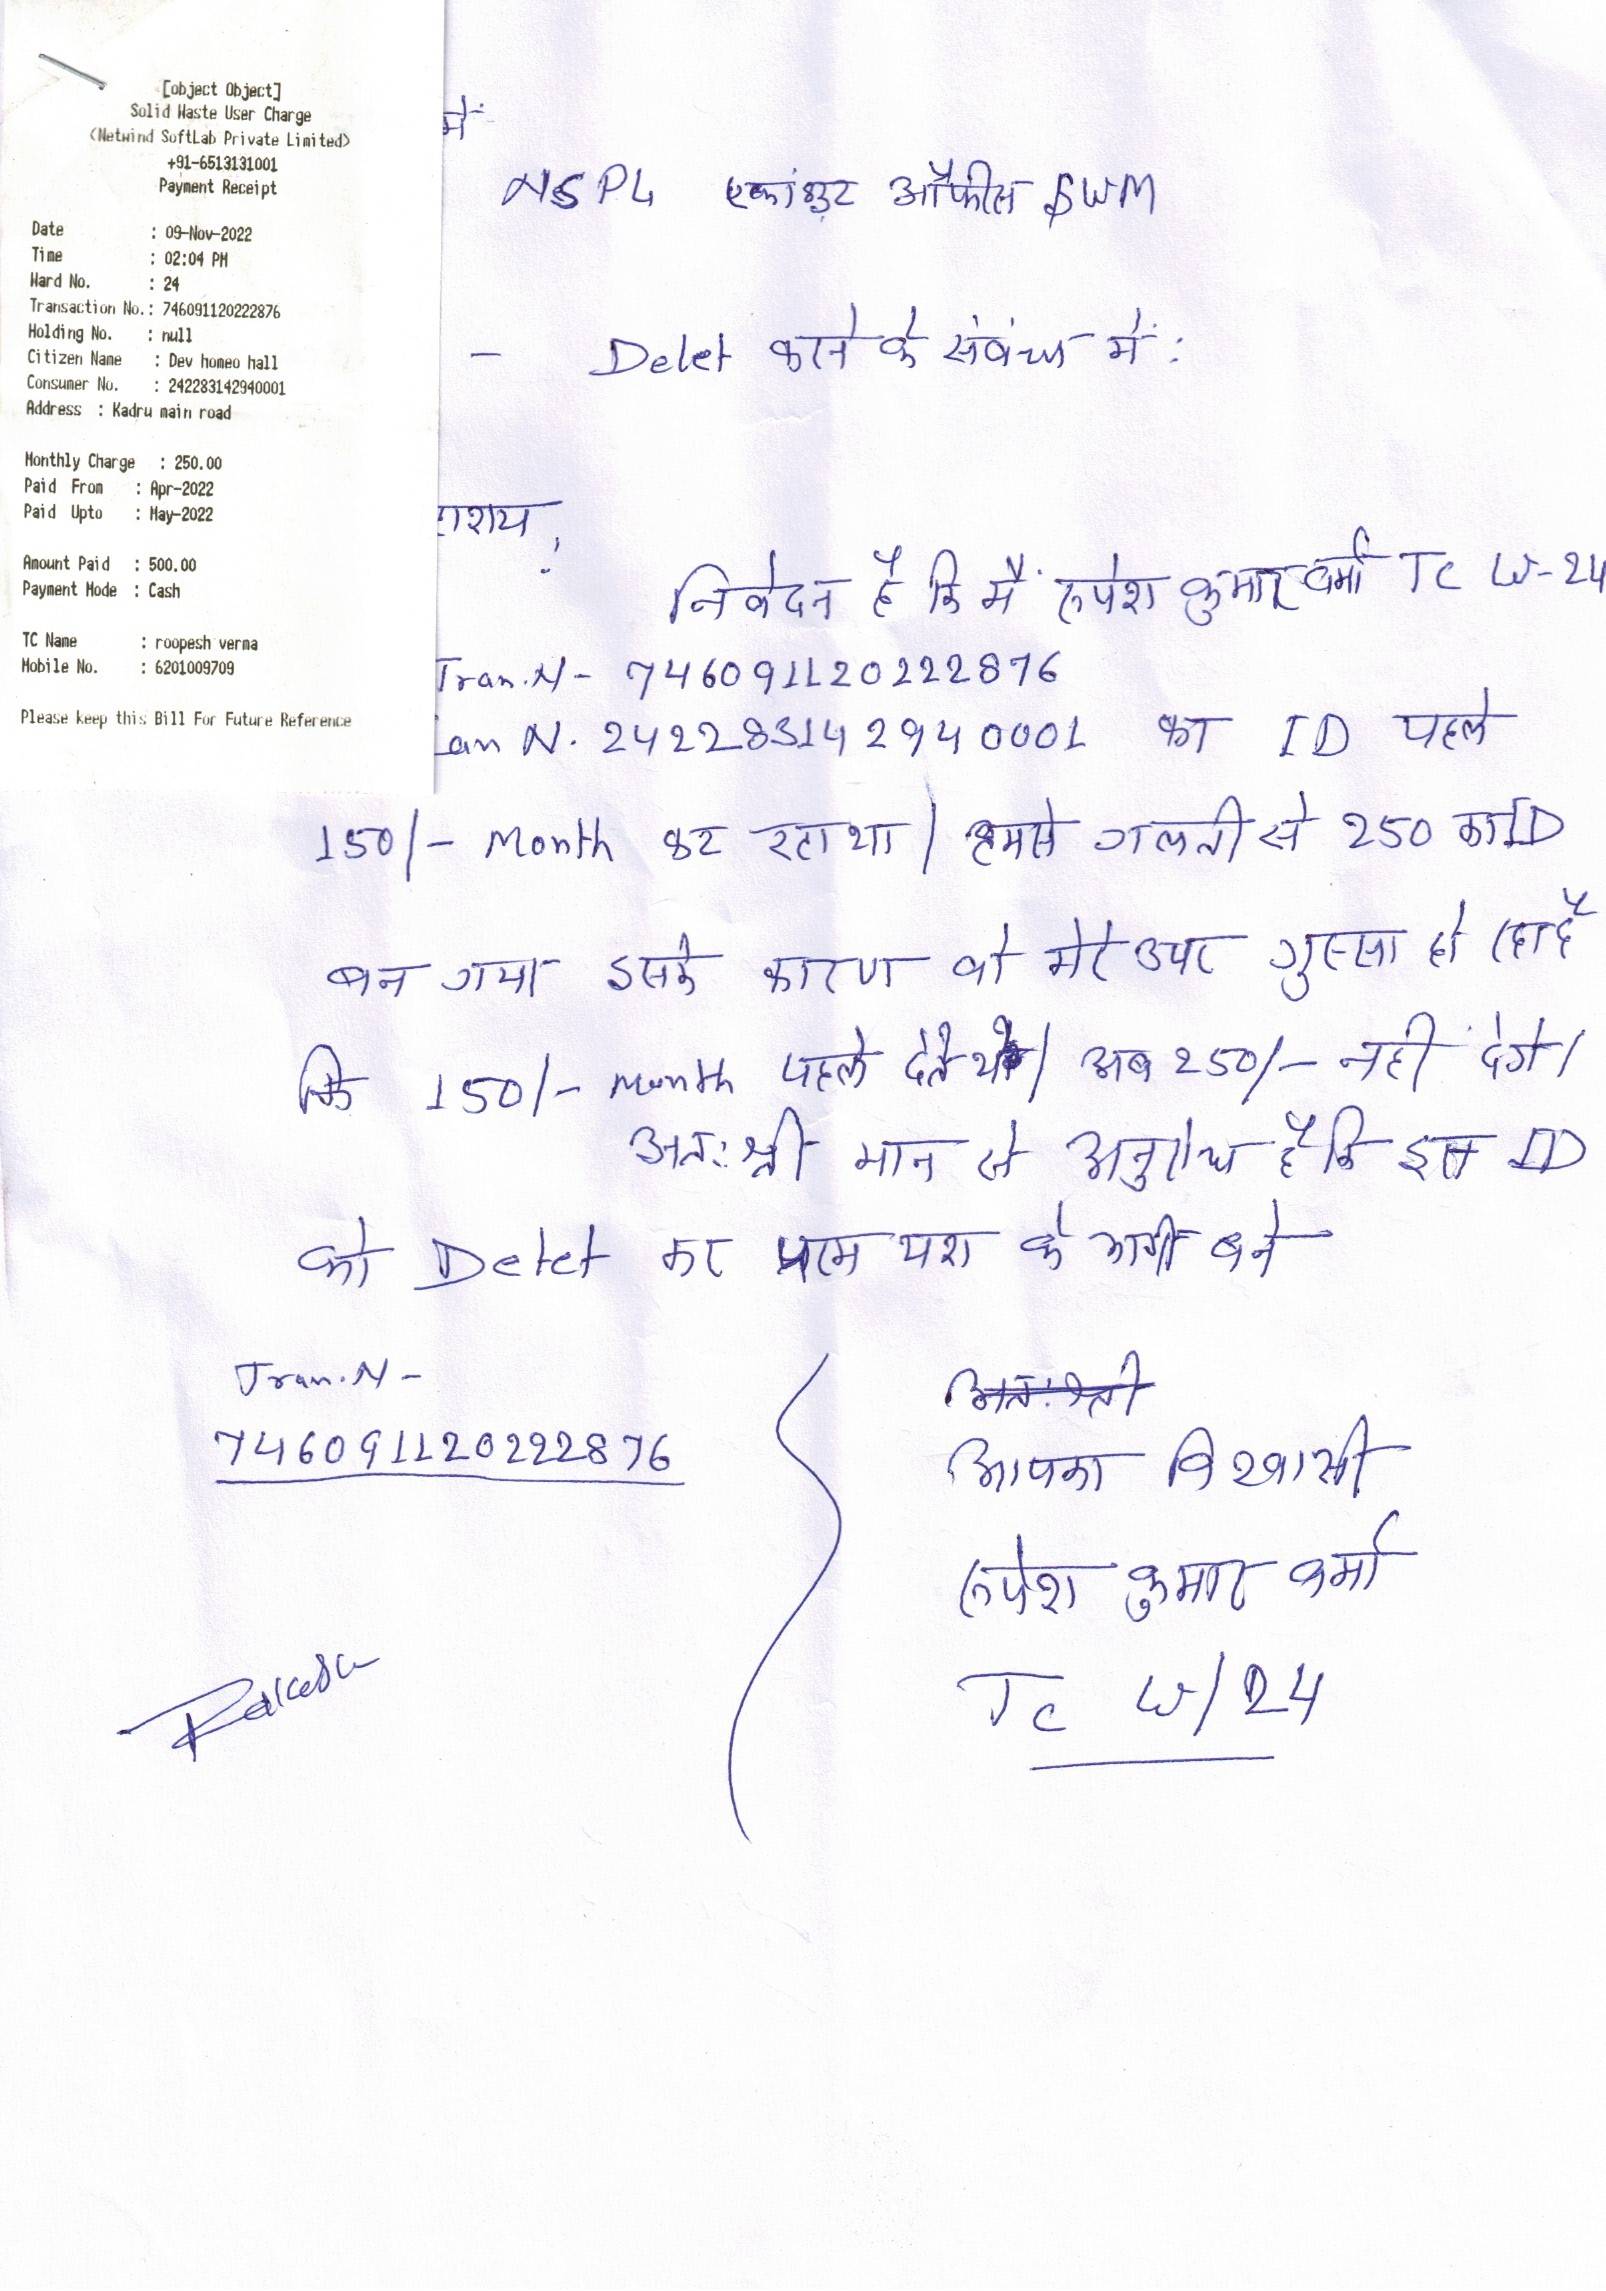 [object Object]
Solid Waste User Charge
(Netwind SoftLab Private Limited)
+91-6513131001
Payment Receipt
Date : 09-Nov-2022
Time : 02:04 PM
Ward No. : 24
Transaction No.: 746091120222876
Holding No. : null
Citizen Name : Dev homeo hall
Consumer No. : 242283142940001
Address : Kadru main road
Monthly Charge : 250.00
Paid From : Apr-2022
Paid Upto : May-2022
Amount Paid : 500.00
Payment Mode : Cash
TC Name : roopesh verma
Mobile No. : 6201009709
Please keep this Bill For Future Reference
में
NSPL एकांउट ऑफीस SWM
- Delet करने के संबंध में :
ाशय,
निवेदन है कि मैं रुपेश कुमार वर्मा TC W-24
Tran.N- 746091120222876
N. 242283142940001 का ID पहले
150/- Month कट रहा था / हमसे गलती से 250 का ID
बन गया इसके कारण वो मेरे उपर गुस्सा हो रहा है
कि 150/- Month पहले देते थे / अब 250/- नही देगें /
अतः श्री मान से अनुरोध है कि इस ID
को Delet कर परम यश के भागी बने
Tran.N-
746091120222876
अतः श्री
आपका विश्वासी
रुपेश कुमार वर्मा
TC W/24